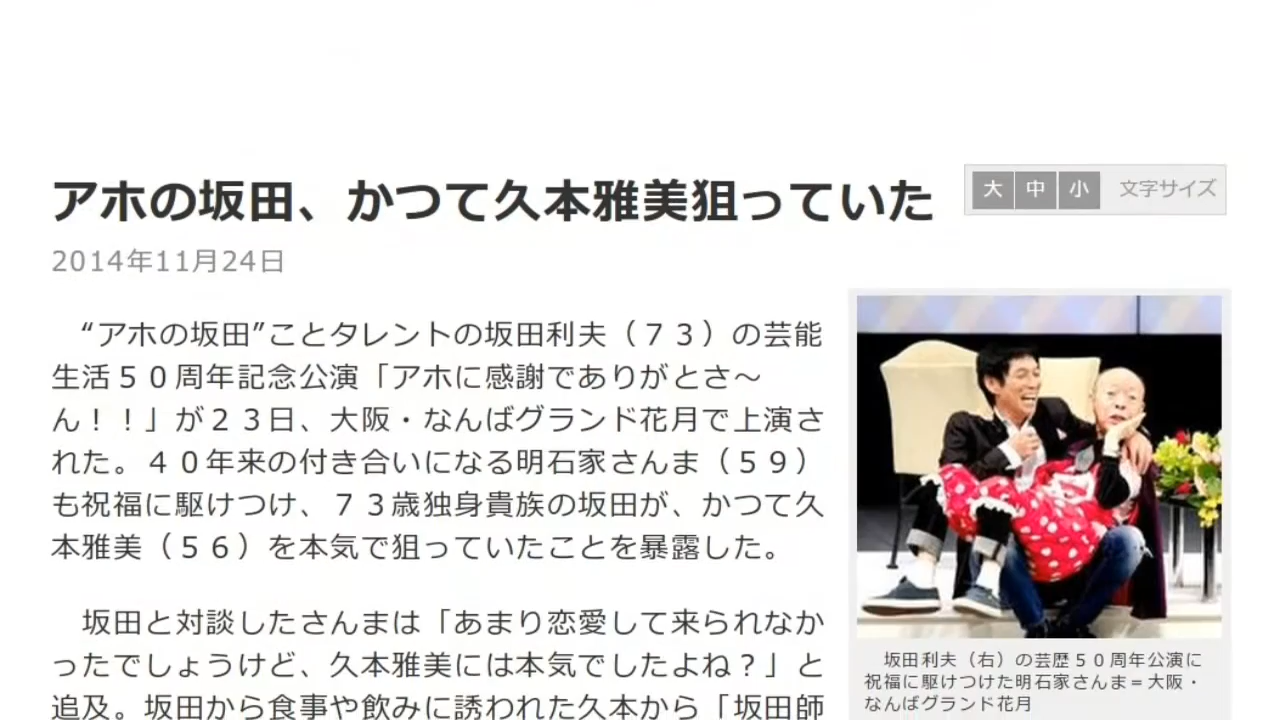 アホの坂田、かつて久本雅美狙っていた
大 中 小 文字サイズ
2014年11月24日
“アホの坂田”ことタレントの坂田利夫（７３）の芸能
生活５０周年記念公演「アホに感謝でありがとさ～
ん！！」が２３日、大阪・なんばグランド花月で上演さ
れた。４０年来の付き合いになる明石家さんま（５９）
も祝福に駆けつけ、７３歳独身貴族の坂田が、かつて久
本雅美（５６）を本気で狙っていたことを暴露した。
坂田と対談したさんまは「あまり恋愛して来られなか
ったでしょうけど、久本雅美には本気でしたよね？」と
追及。坂田から食事や飲みに誘われた久本から「坂田師
坂田利夫（右）の芸歴５０周年公演に
祝福に駆けつけた明石家さんま＝大阪・
なんばグランド花月